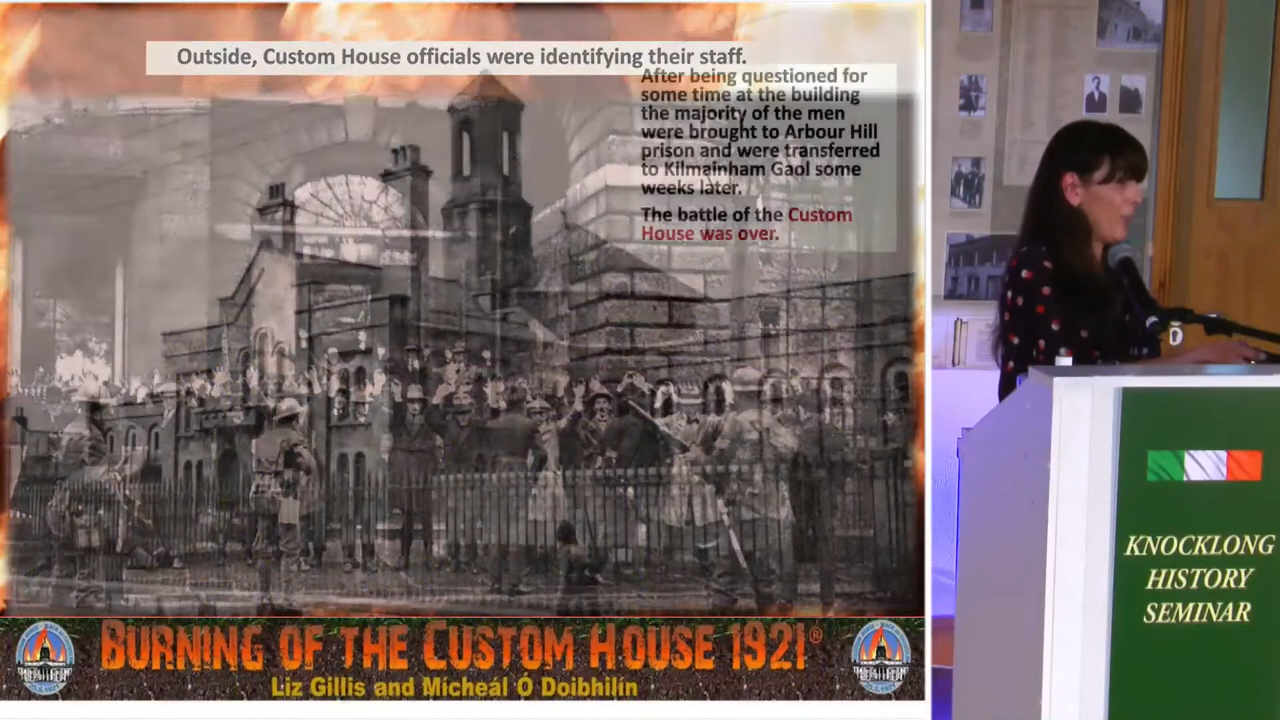 Outside, Custom House officials were identifying their staff.
After being questioned for
some time at the building
the majority of the men
were brought to Arbour Hill
prison and were transferred
to Kilmainham Gaol some
weeks later.
The battle of the Custom
House was over.
BURNING OF THE CUSTOM HOUSE 1921®
Liz Gillis and Mícheál Ó Doibhilín
KNOCKLONG
HISTORY
SEMINAR